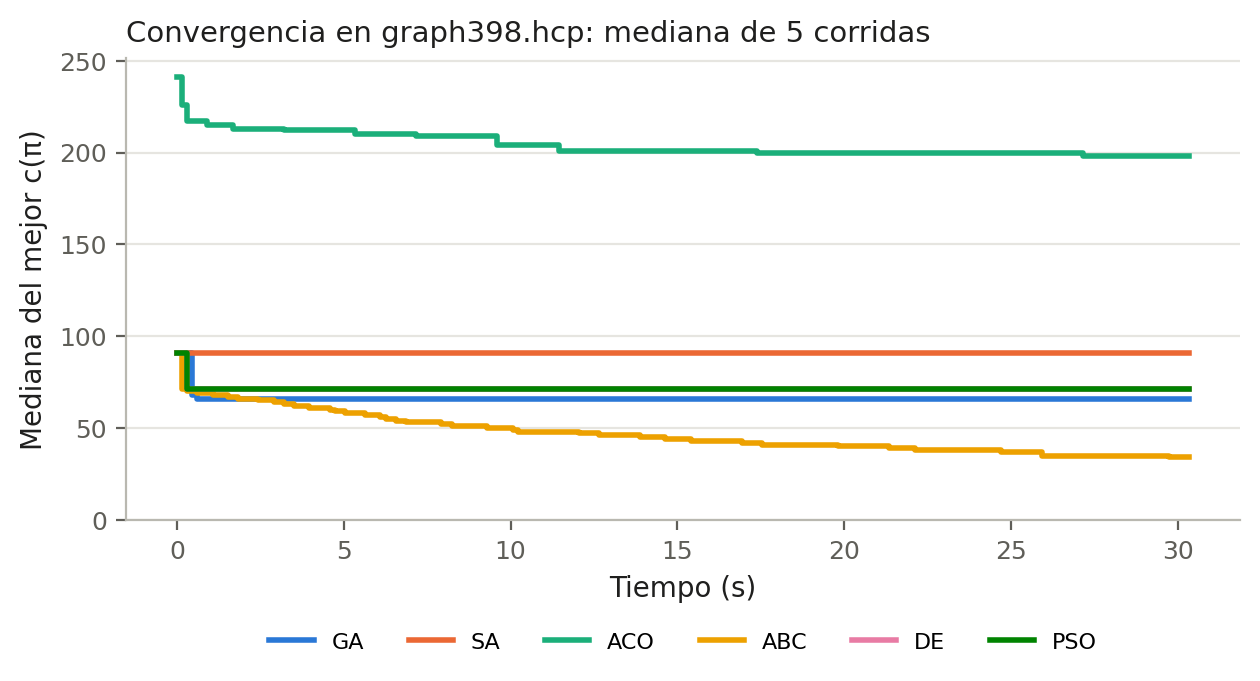 Convergencia en graph398.hcp: mediana de 5 corridas
Mediana del mejor c(π)
250
200
150
100
50
0
0 5 10 15 20 25 30
Tiempo (s)
GA SA ACO ABC DE PSO